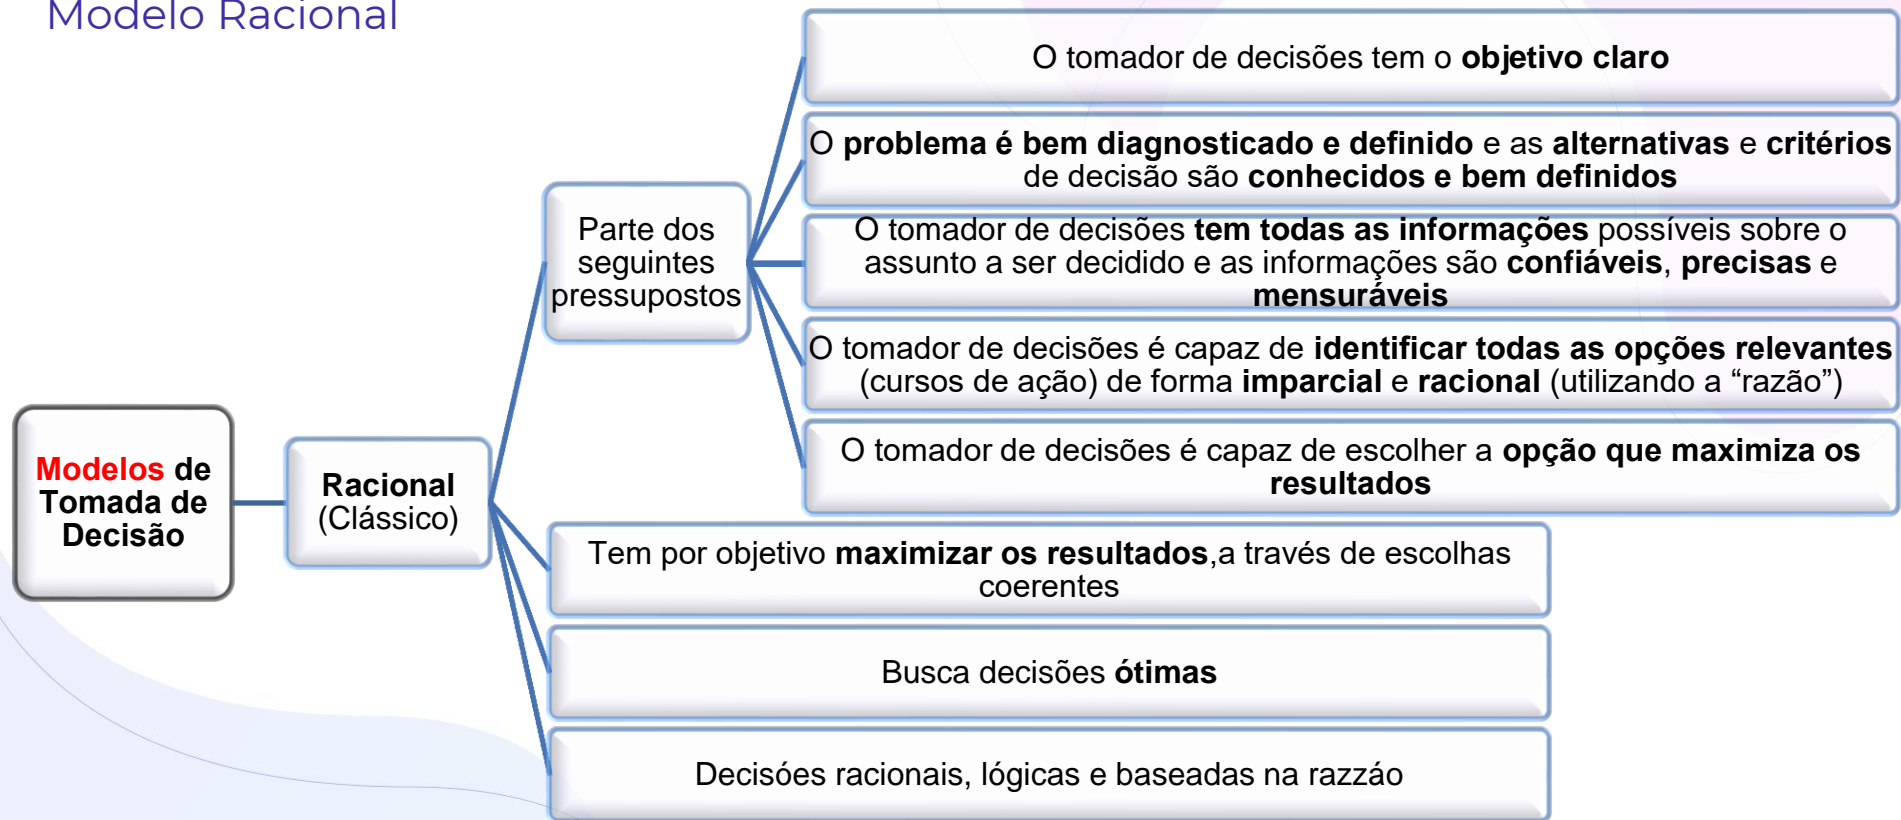 Modelo Racional
O tomador de decisões tem o objetivo claro
O problema é bem diagnosticado e definido e as alternativas e critérios
de decisão são conhecidos e bem definidos
Parte dos
seguintes
pressupostos
O tomador de decisões tem todas as informações possíveis sobre o
assunto a ser decidido e as informações são confiáveis, precisas e
mensuráveis
O tomador de decisões é capaz de identificar todas as opções relevantes
(cursos de ação) de forma imparcial e racional (utilizando a “razão”)
O tomador de decisões é capaz de escolher a opção que maximiza os
resultados
Modelos de
Tomada de
Decisão
Racional
(Clássico)
Tem por objetivo maximizar os resultados,a través de escolhas
coerentes
Busca decisões ótimas
Decisóes racionais, lógicas e baseadas na razzáo